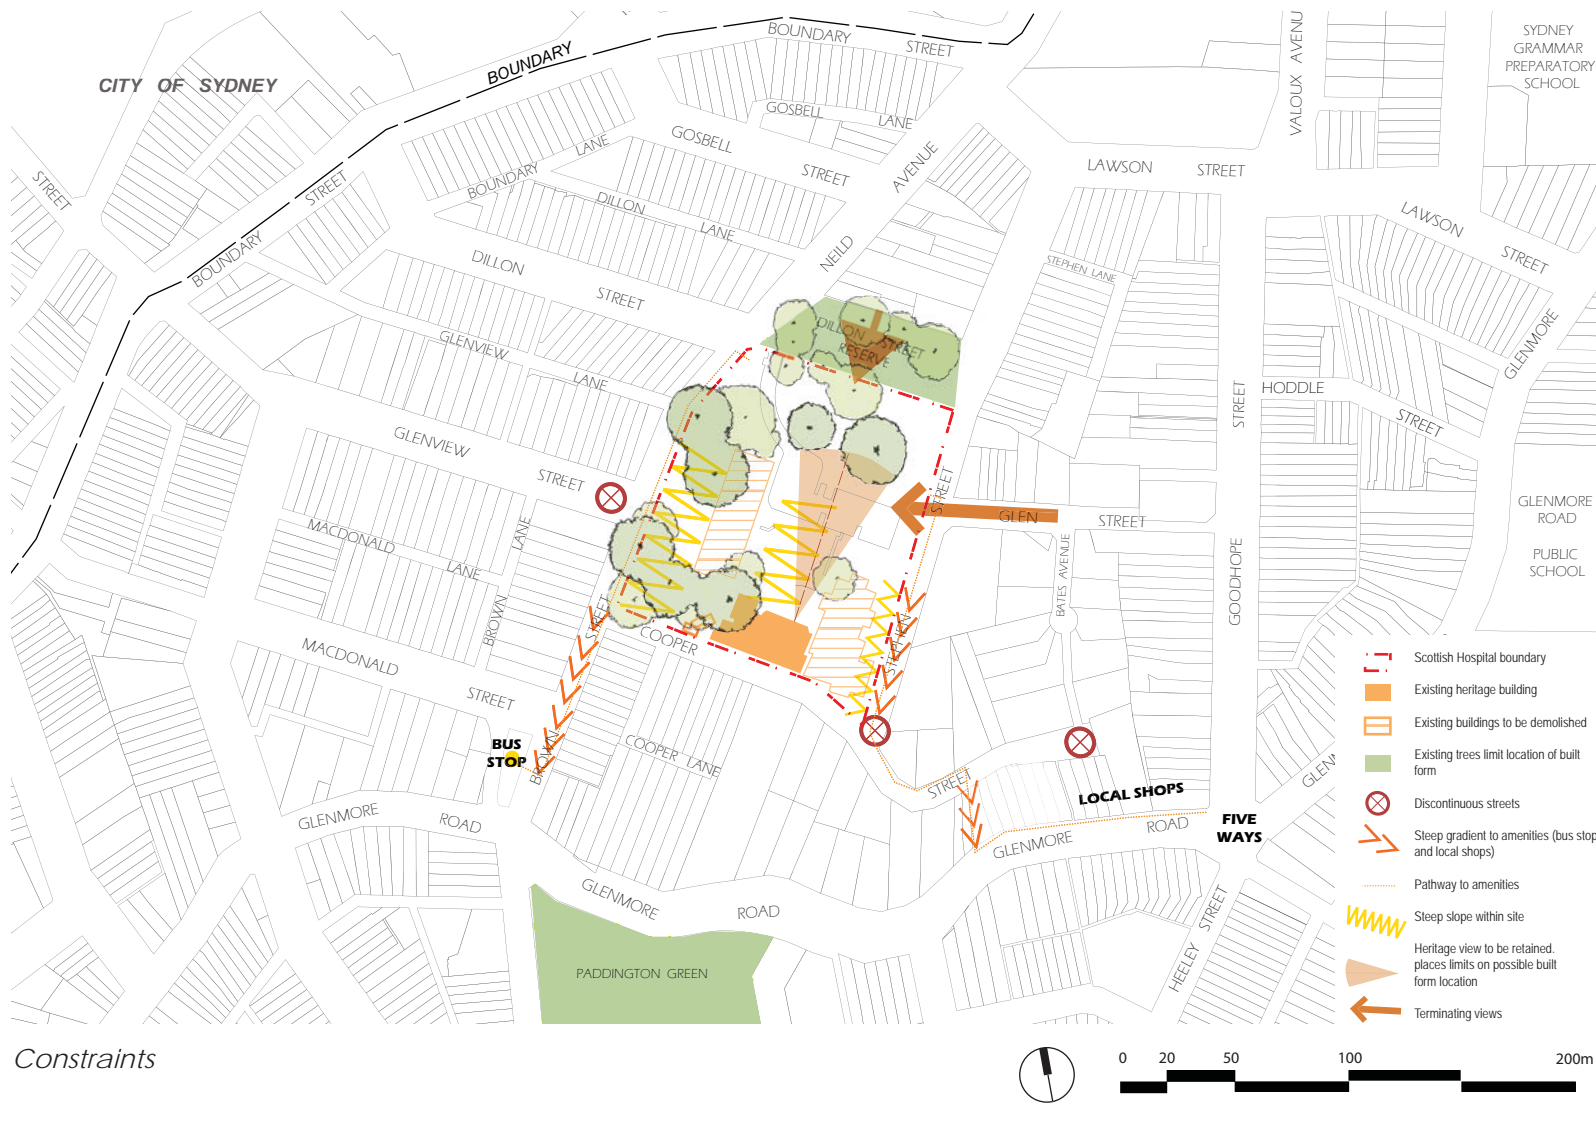 CITY OF SYDNEY
BOUNDARY
BOUNDARY STREET
VALOUX AVENU
SYDNEY
GRAMMAR
PREPARATORY
SCHOOL
GOSBELL LANE
GOSBELL STREET
BOUNDARY LANE
NEILD AVENUE
LAWSON STREET
STREET
BOUNDARY STREET
DILLON LANE
LAWSON STREET
DILLON STREET
STEPHEN LANE
GLENVIEW LANE
DILLON STREET
RESERVE
GLENMORE
HODDLE STREET
GLENVIEW STREET
GOODHOPE STREET
GLEN STREET
GLENMORE
ROAD
PUBLIC
SCHOOL
MACDONALD LANE
BROWN LANE
BATES AVENUE
STEPHEN STREET
MACDONALD STREET
BROWN STREET
COOPER STREET
COOPER LANE
BUS
STOP
LOCAL SHOPS
FIVE
WAYS
GLENMORE ROAD
GLENMORE ROAD
GLENM
GLENMORE ROAD
HEELEY STREET
PADDINGTON GREEN
Scottish Hospital boundary
Existing heritage building
Existing buildings to be demolished
Existing trees limit location of built
form
Discontinuous streets
Steep gradient to amenities (bus stop
and local shops)
Pathway to amenities
Steep slope within site
Heritage view to be retained.
places limits on possible built
form location
Terminating views
Constraints
0 20 50 100 200m